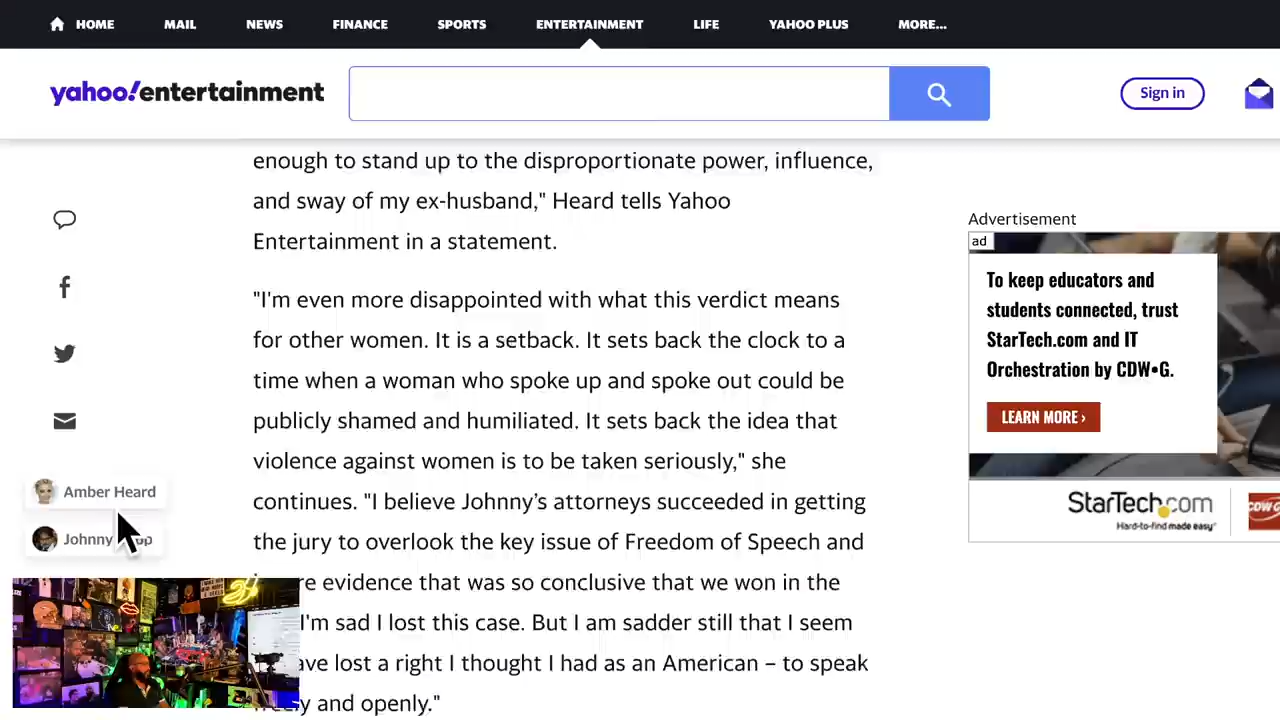 HOME MAIL NEWS FINANCE SPORTS ENTERTAINMENT LIFE YAHOO PLUS MORE...
yahoo!entertainment
Sign in
enough to stand up to the disproportionate power, influence,
and sway of my ex-husband," Heard tells Yahoo
Entertainment in a statement.
"I'm even more disappointed with what this verdict means
for other women. It is a setback. It sets back the clock to a
time when a woman who spoke up and spoke out could be
publicly shamed and humiliated. It sets back the idea that
violence against women is to be taken seriously," she
continues. "I believe Johnny's attorneys succeeded in getting
the jury to overlook the key issue of Freedom of Speech and
evidence that was so conclusive that we won in the
I'm sad I lost this case. But I am sadder still that I seem
lost a right I thought I had as an American – to speak
and openly."
Amber Heard
Johnny
Advertisement
ad
To keep educators and
students connected, trust
StarTech.com and IT
Orchestration by CDW•G.
LEARN MORE ›
StarTech.com
Hard-to-find made easy®